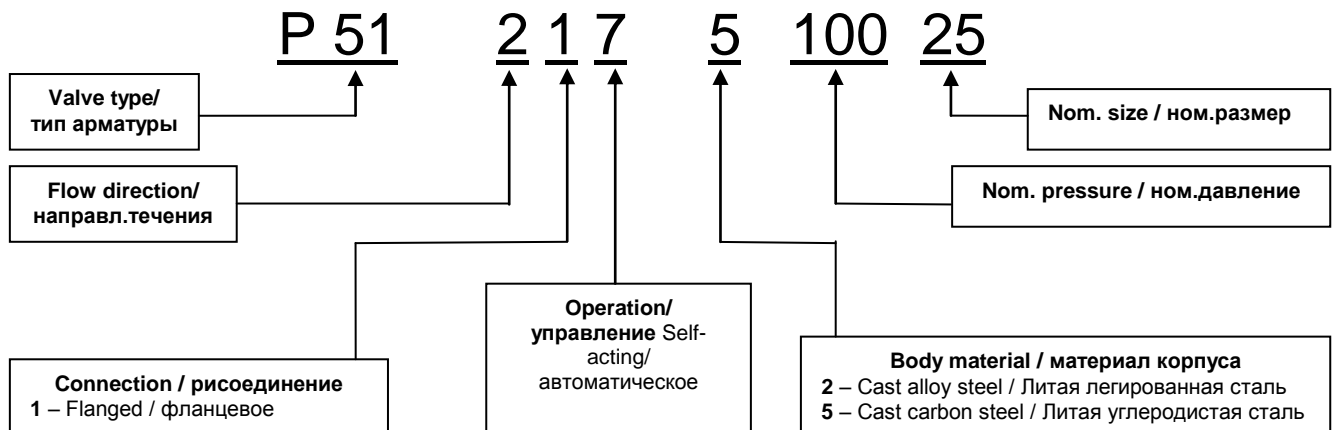 P 51 2 1 7 5 100 25
Valve type/
тип арматуры
Nom. size / ном.размер
Flow direction/
направл.течения
Nom. pressure / ном.давление
Operation/
управление Self-
acting/
автоматическое
Connection / рисоединение
1 – Flanged / фланцевое
Body material / материал корпуса
2 – Cast alloy steel / Литая легированная сталь
5 – Cast carbon steel / Литая углеродистая сталь